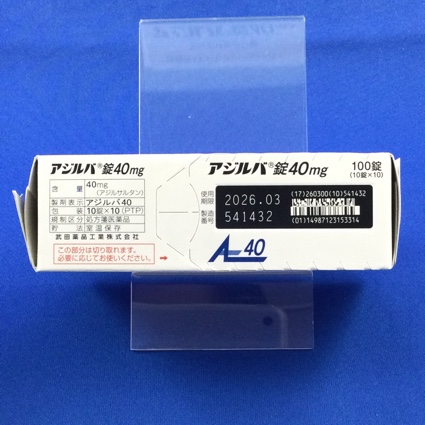 アジルバ®錠40mg
含量 40mg (アジルサルタン)
製剤表示 アジルバ40
包装 10錠×10(PTP)
規制区分 処方箋医薬品
貯法 室温保存
武田薬品工業株式会社
この部分は切り取れます。
必要に応じてお使いください。
アジルバ®錠40mg
100錠
(10錠×10)
使用期限 2026.03
製造番号 541432
(17)260300(10)541432
(01)14987123153314
A 40